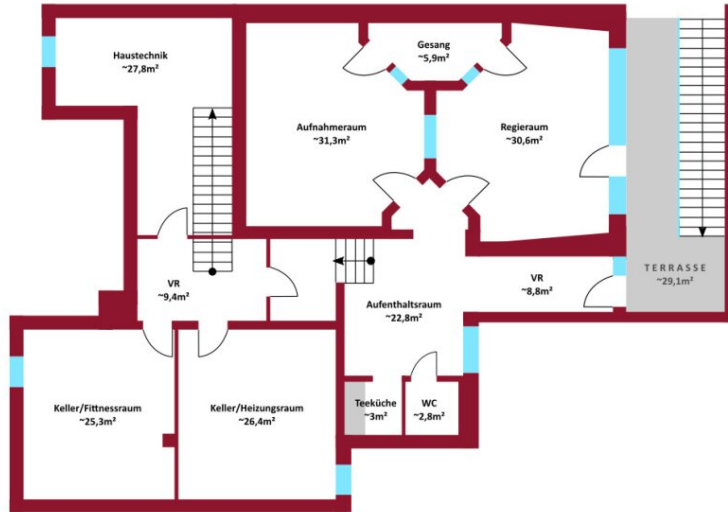 Haustechnik
~27,8m²
Gesang
~5,9m²
Aufnahmeraum
~31,3m²
Regieraum
~30,6m²
VR
~9,4m²
Aufenthaltsraum
~22,8m²
VR
~8,8m²
TERRASSE
~29,1m²
Keller/Fittnessraum
~25,3m²
Keller/Heizungsraum
~26,4m²
Teeküche
~3m²
WC
~2,8m²